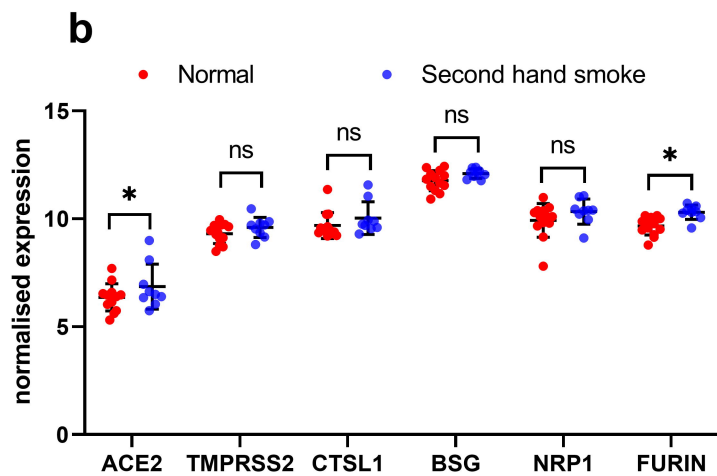 b
Normal Second hand smoke
15
10
5
0
normalised expression
* ns ns ns ns *
ACE2 TMPRSS2 CTSL1 BSG NRP1 FURIN